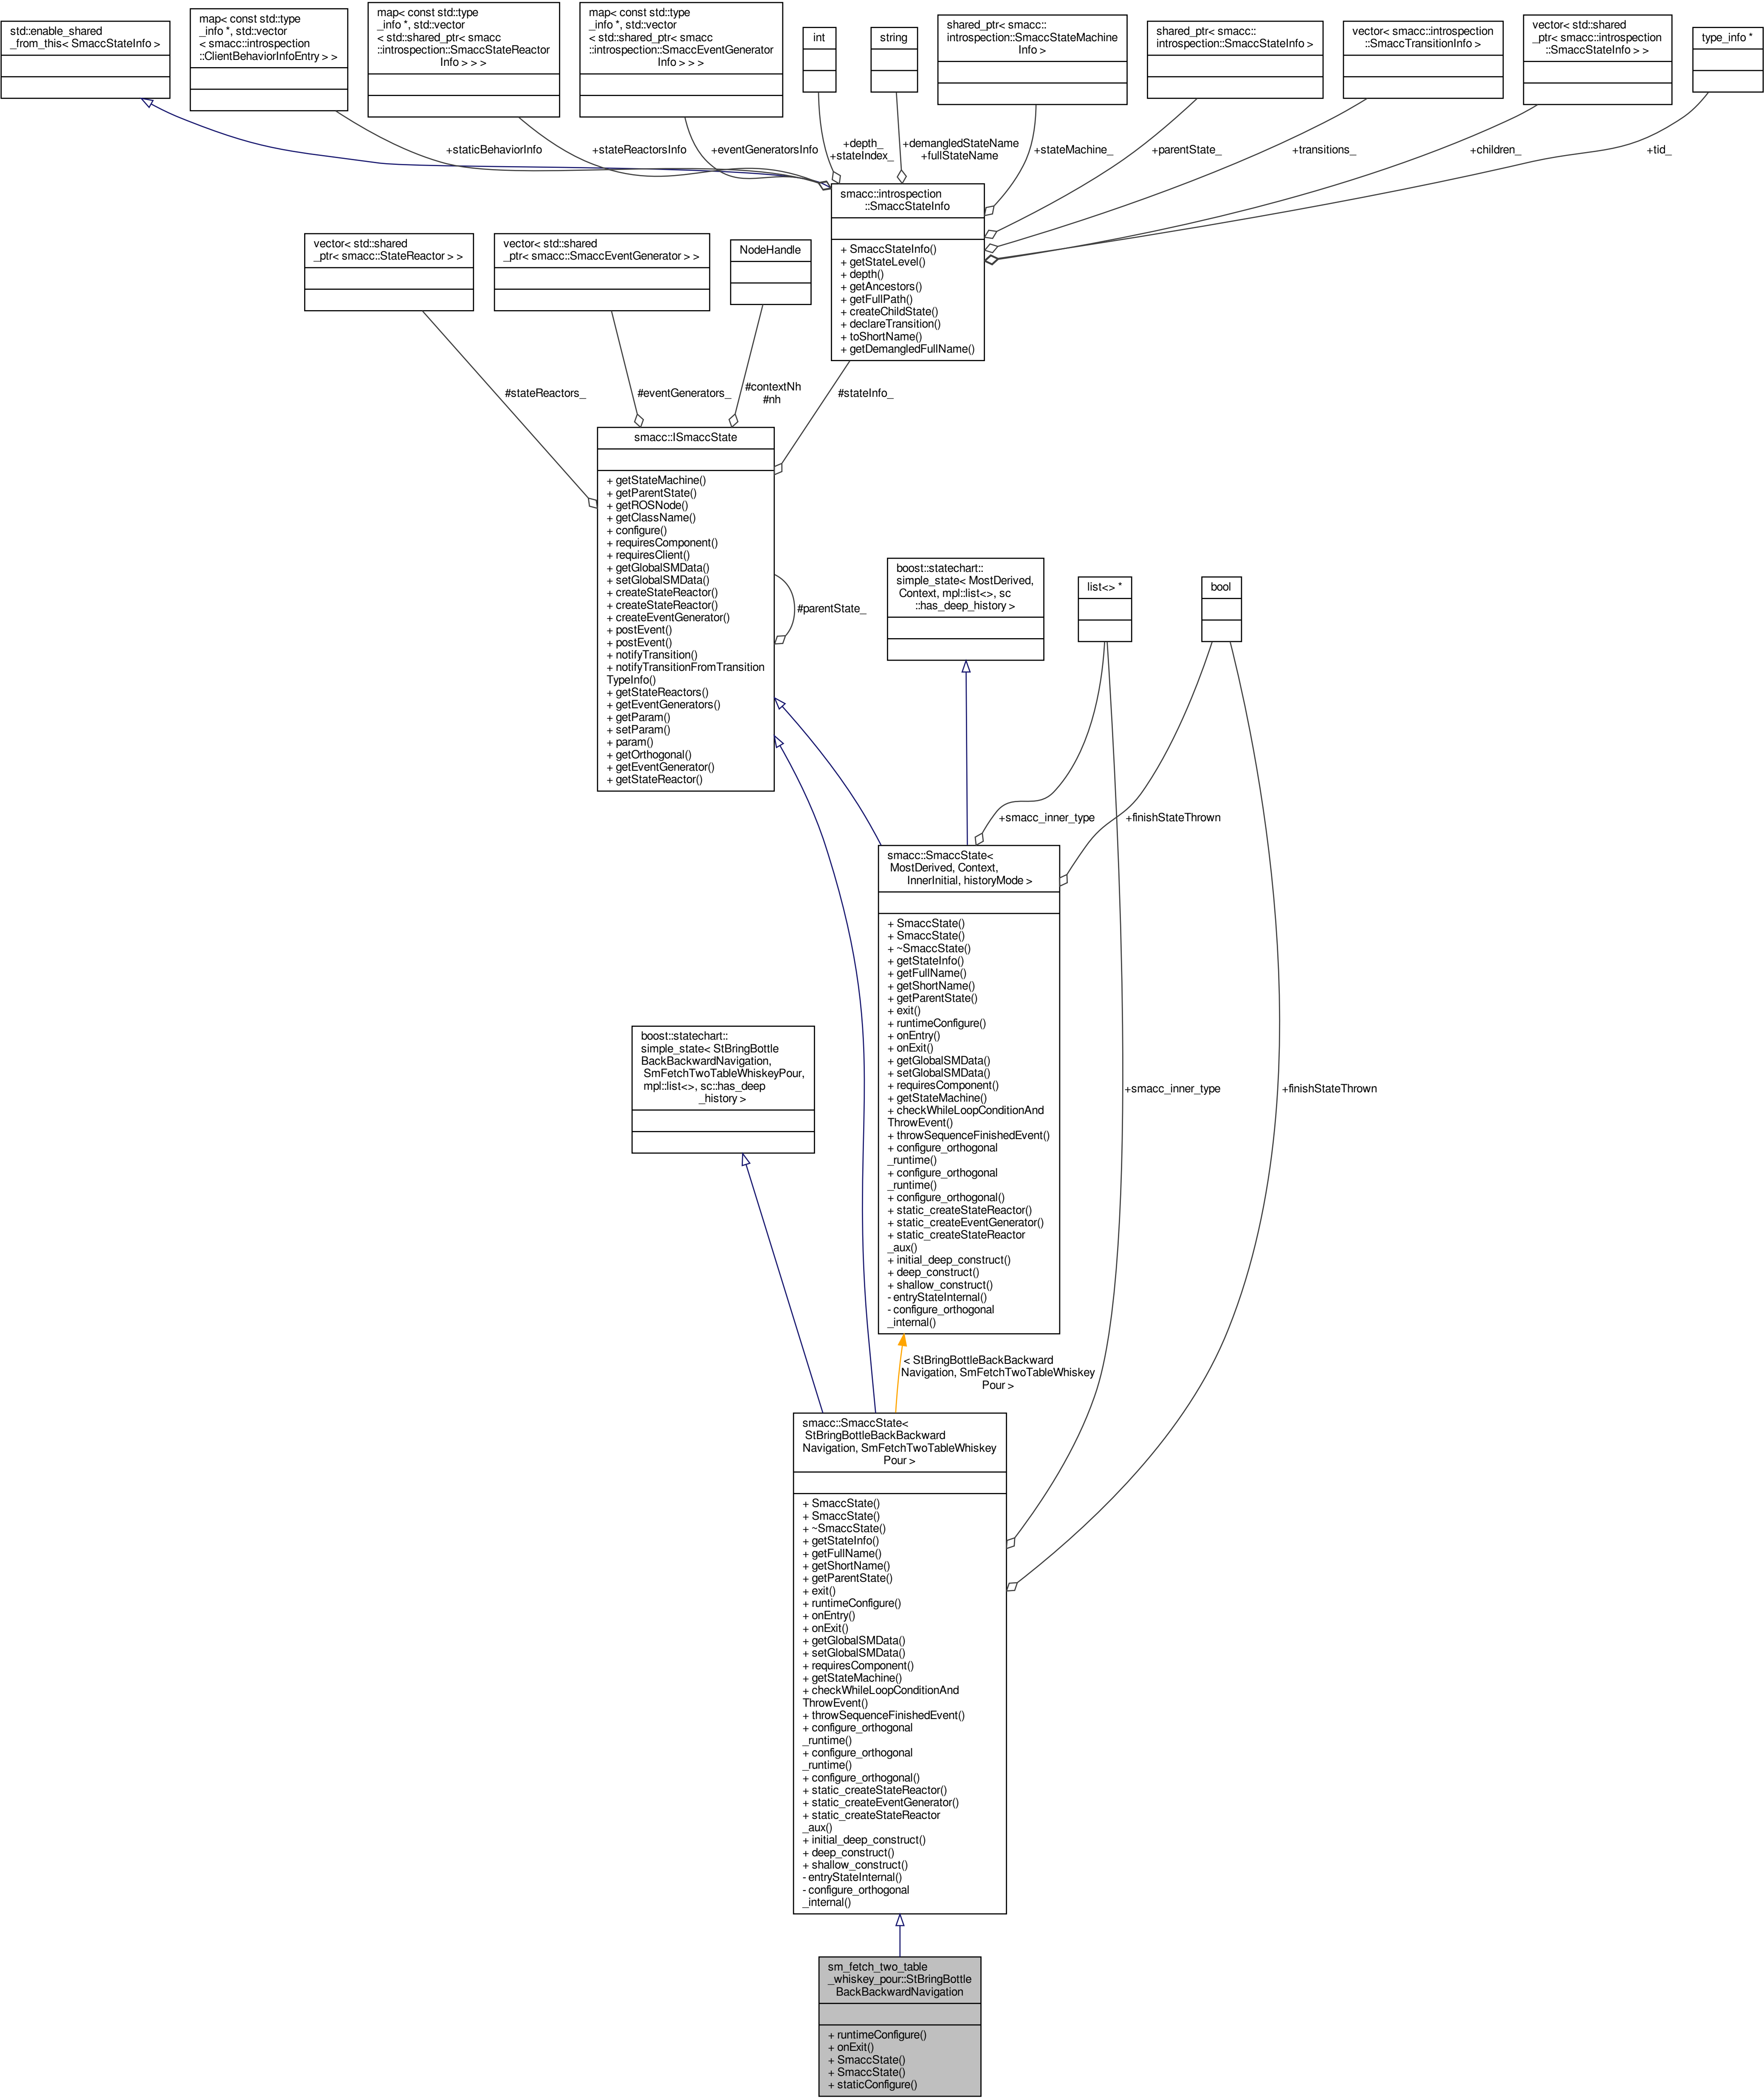 std::enable_shared
_from_this< SmaccStateInfo >
map< const std::type
_info *, std::vector
< smacc::introspection
::ClientBehaviorInfoEntry > >
map< const std::type
_info *, std::vector
< std::shared_ptr< smacc
::introspection::SmaccStateReactor
Info > > >
map< const std::type
_info *, std::vector
< std::shared_ptr< smacc
::introspection::SmaccEventGenerator
Info > > >
int
string
shared_ptr< smacc::
introspection::SmaccStateMachine
Info >
shared_ptr< smacc::
introspection::SmaccStateInfo >
vector< smacc::introspection
::SmaccTransitionInfo >
vector< std::shared
_ptr< smacc::introspection
::SmaccStateInfo > >
type_info *
+staticBehaviorInfo
+stateReactorsInfo
+eventGeneratorsInfo
+depth_
+stateIndex_
+demangledStateName
+fullStateName
+stateMachine_
+parentState_
+transitions_
+children_
+tid_
smacc::introspection
::SmaccStateInfo
+ SmaccStateInfo()
+ getStateLevel()
+ depth()
+ getAncestors()
+ getFullPath()
+ createChildState()
+ declareTransition()
+ toShortName()
+ getDemangledFullName()
vector< std::shared
_ptr< smacc::StateReactor > >
vector< std::shared
_ptr< smacc::SmaccEventGenerator > >
NodeHandle
#stateReactors_
#eventGenerators_
#contextNh
#nh
#stateInfo_
smacc::ISmaccState
+ getStateMachine()
+ getParentState()
+ getROSNode()
+ getClassName()
+ configure()
+ requiresComponent()
+ requiresClient()
+ getGlobalSMData()
+ setGlobalSMData()
+ createStateReactor()
+ createStateReactor()
+ createEventGenerator()
+ postEvent()
+ postEvent()
+ notifyTransition()
+ notifyTransitionFromTransition
TypeInfo()
+ getStateReactors()
+ getEventGenerators()
+ getParam()
+ setParam()
+ param()
+ getOrthogonal()
+ getEventGenerator()
+ getStateReactor()
#parentState_
boost::statechart::
simple_state< MostDerived,
Context, mpl::list<>, sc
::has_deep_history >
list<> *
bool
+smacc_inner_type
+finishStateThrown
smacc::SmaccState<
MostDerived, Context,
InnerInitial, historyMode >
+ SmaccState()
+ SmaccState()
+ ~SmaccState()
+ getStateInfo()
+ getFullName()
+ getShortName()
+ getParentState()
+ exit()
+ runtimeConfigure()
+ onEntry()
+ onExit()
+ getGlobalSMData()
+ setGlobalSMData()
+ requiresComponent()
+ getStateMachine()
+ checkWhileLoopConditionAnd
ThrowEvent()
+ throwSequenceFinishedEvent()
+ configure_orthogonal
_runtime()
+ configure_orthogonal
_runtime()
+ configure_orthogonal()
+ static_createStateReactor()
+ static_createEventGenerator()
+ static_createStateReactor
_aux()
+ initial_deep_construct()
+ deep_construct()
+ shallow_construct()
- entryStateInternal()
- configure_orthogonal
_internal()
boost::statechart::
simple_state< StBringBottle
BackBackwardNavigation,
SmFetchTwoTableWhiskeyPour,
mpl::list<>, sc::has_deep
_history >
+smacc_inner_type
+finishStateThrown
< StBringBottleBackBackward
Navigation, SmFetchTwoTableWhiskey
Pour >
smacc::SmaccState<
StBringBottleBackBackward
Navigation, SmFetchTwoTableWhiskey
Pour >
+ SmaccState()
+ SmaccState()
+ ~SmaccState()
+ getStateInfo()
+ getFullName()
+ getShortName()
+ getParentState()
+ exit()
+ runtimeConfigure()
+ onEntry()
+ onExit()
+ getGlobalSMData()
+ setGlobalSMData()
+ requiresComponent()
+ getStateMachine()
+ checkWhileLoopConditionAnd
ThrowEvent()
+ throwSequenceFinishedEvent()
+ configure_orthogonal
_runtime()
+ configure_orthogonal
_runtime()
+ configure_orthogonal()
+ static_createStateReactor()
+ static_createEventGenerator()
+ static_createStateReactor
_aux()
+ initial_deep_construct()
+ deep_construct()
+ shallow_construct()
- entryStateInternal()
- configure_orthogonal
_internal()
sm_fetch_two_table
_whiskey_pour::StBringBottle
BackBackwardNavigation
+ runtimeConfigure()
+ onExit()
+ SmaccState()
+ SmaccState()
+ staticConfigure()